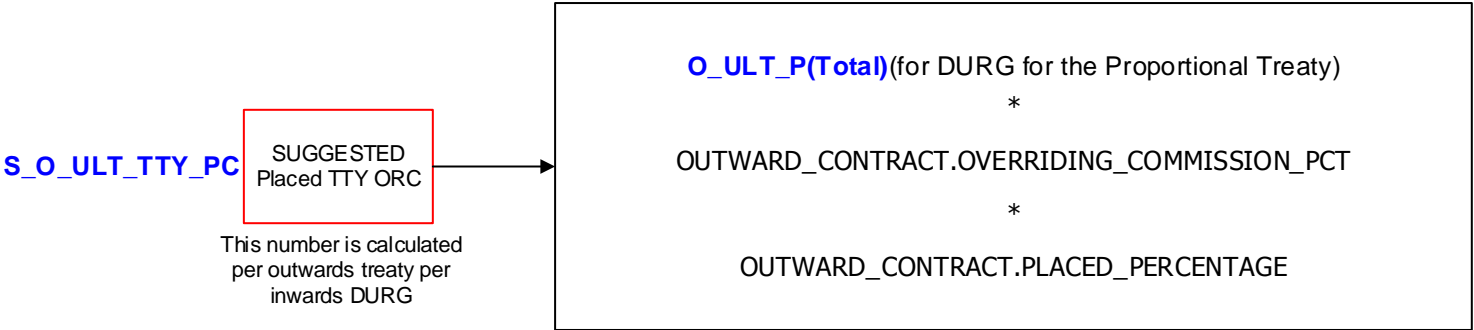 S_O_ULT_TTY_PC
SUGGESTED
Placed TTY ORC
This number is calculated
per outwards treaty per
inwards DURG
O_ULT_P(Total)(for DURG for the Proportional Treaty)
*
OUTWARD_CONTRACT.OVERRIDING_COMMISSION_PCT
*
OUTWARD_CONTRACT.PLACED_PERCENTAGE